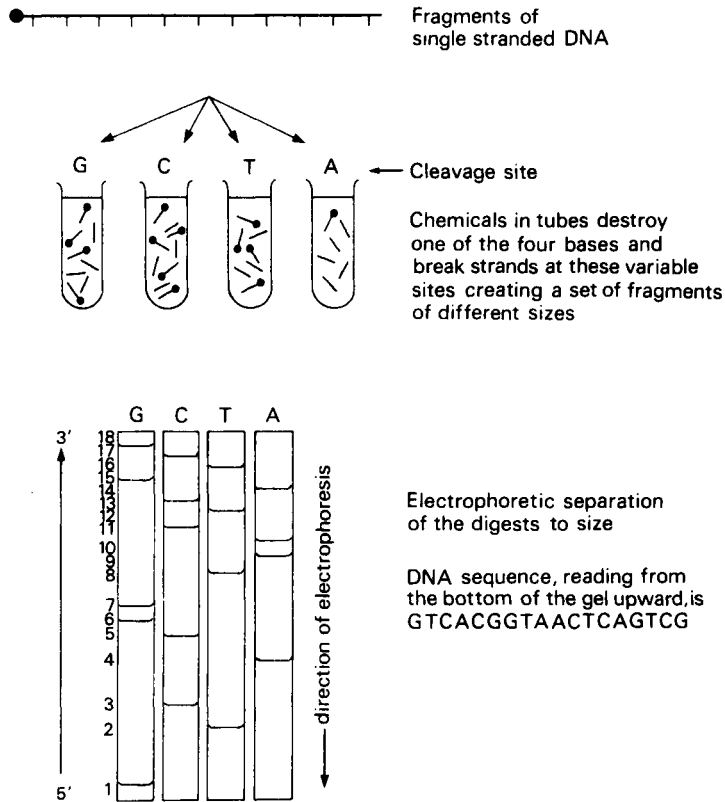 Fragments of
single stranded DNA
G C T A
Cleavage site
Chemicals in tubes destroy
one of the four bases and
break strands at these variable
sites creating a set of fragments
of different sizes
G C T A
3′
18
17
16
15
14
13
12
11
10
9
8
7
6
5
4
3
2
1
5′
direction of electrophoresis
Electrophoretic separation
of the digests to size
DNA sequence, reading from
the bottom of the gel upward, is
GTCACGGTAACTCAGTCG